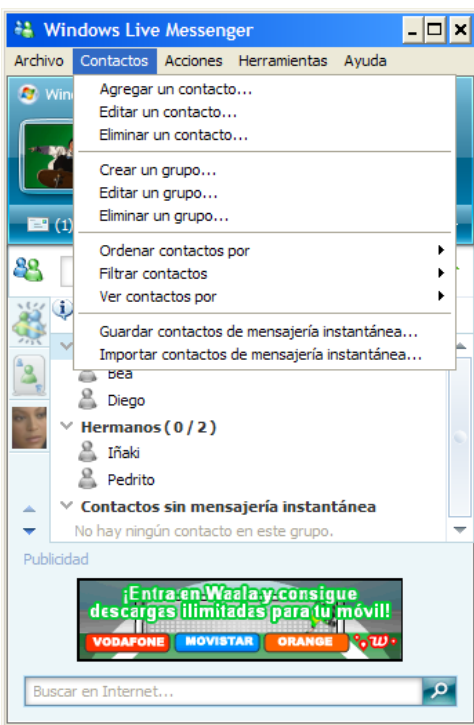 Windows Live Messenger
Archivo Contactos Acciones Herramientas Ayuda
Agregar un contacto...
Editar un contacto...
Eliminar un contacto...
Crear un grupo...
Editar un grupo...
Eliminar un grupo...
(1)
Ordenar contactos por
Filtrar contactos
Ver contactos por
Guardar contactos de mensajería instantánea...
Importar contactos de mensajería instantánea...
Bea
Diego
Hermanos ( 0 / 2 )
Iñaki
Pedrito
Contactos sin mensajería instantánea
No hay ningún contacto en este grupo.
Publicidad
¡Entra en Waala y consigue
descargas ilimitadas para tu móvil!
VODAFONE MOVISTAR ORANGE w
Buscar en Internet...